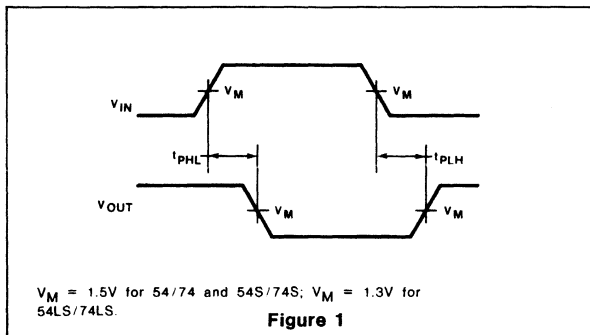 VIN
VM
VM
tPHL
tPLH
VOUT
VM
VM
VM = 1.5V for 54/74 and 54S/74S; VM = 1.3V for
54LS/74LS.
Figure 1